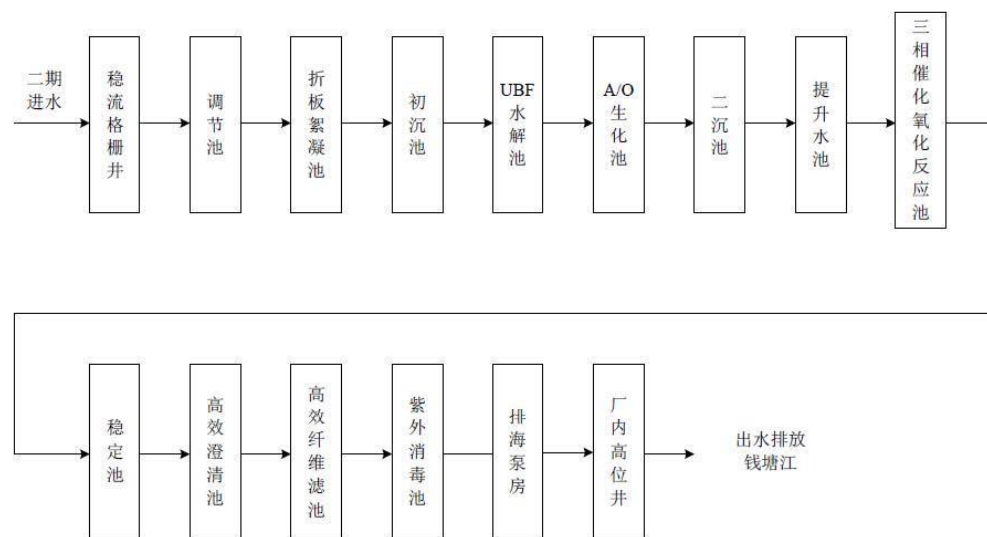 二期
进水
稳流格栅井
调节池
折板絮凝池
初沉池
UBF
水解池
A/O
生化池
二沉池
提升水池
三相催化氧化反应池
稳定池
高效澄清池
高效纤维滤池
紫外消毒池
排海泵房
厂内高位井
出水排放
钱塘江